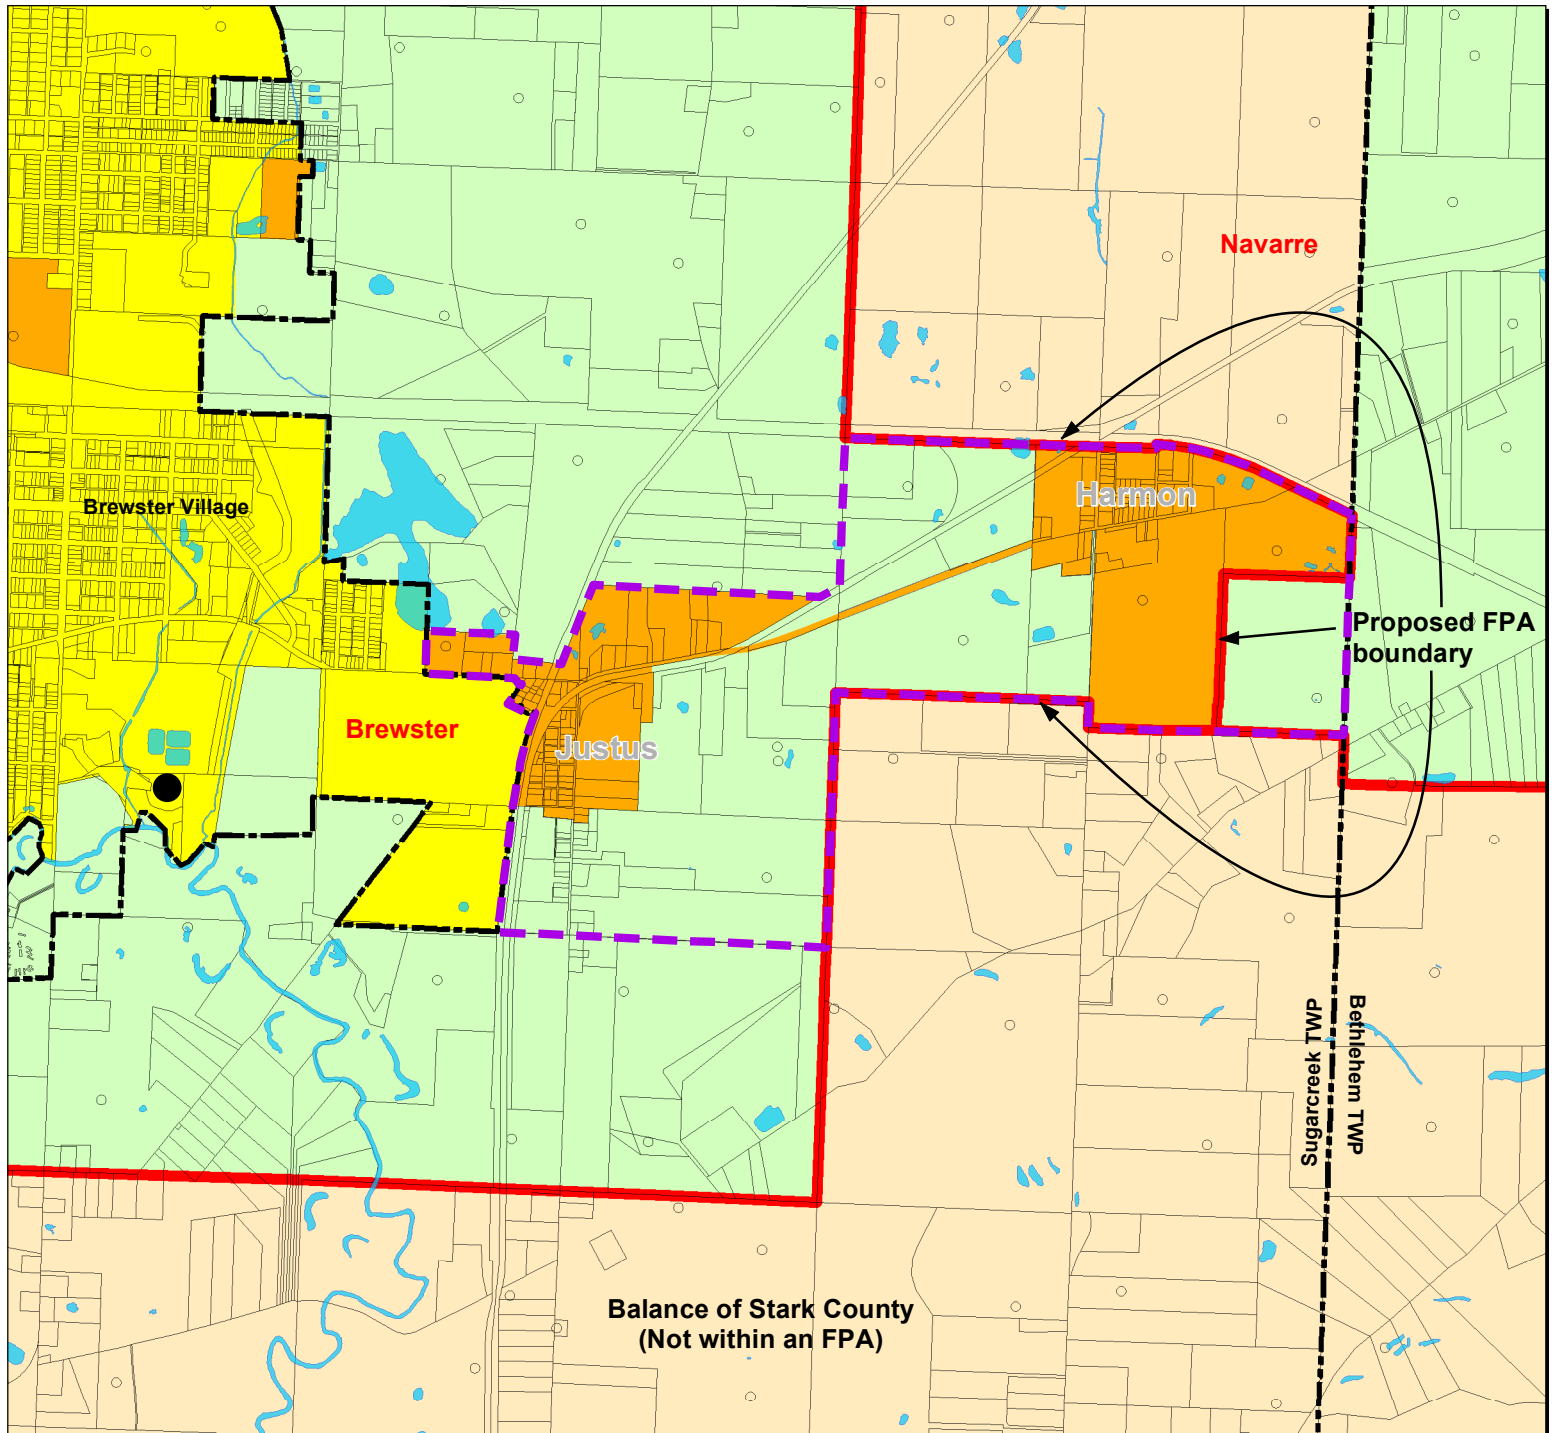 Navarre
Harmon
Brewster Village
Proposed FPA
boundary
Brewster
Justus
Sugarcreek TWP
Bethlehem TWP
Balance of Stark County
(Not within an FPA)